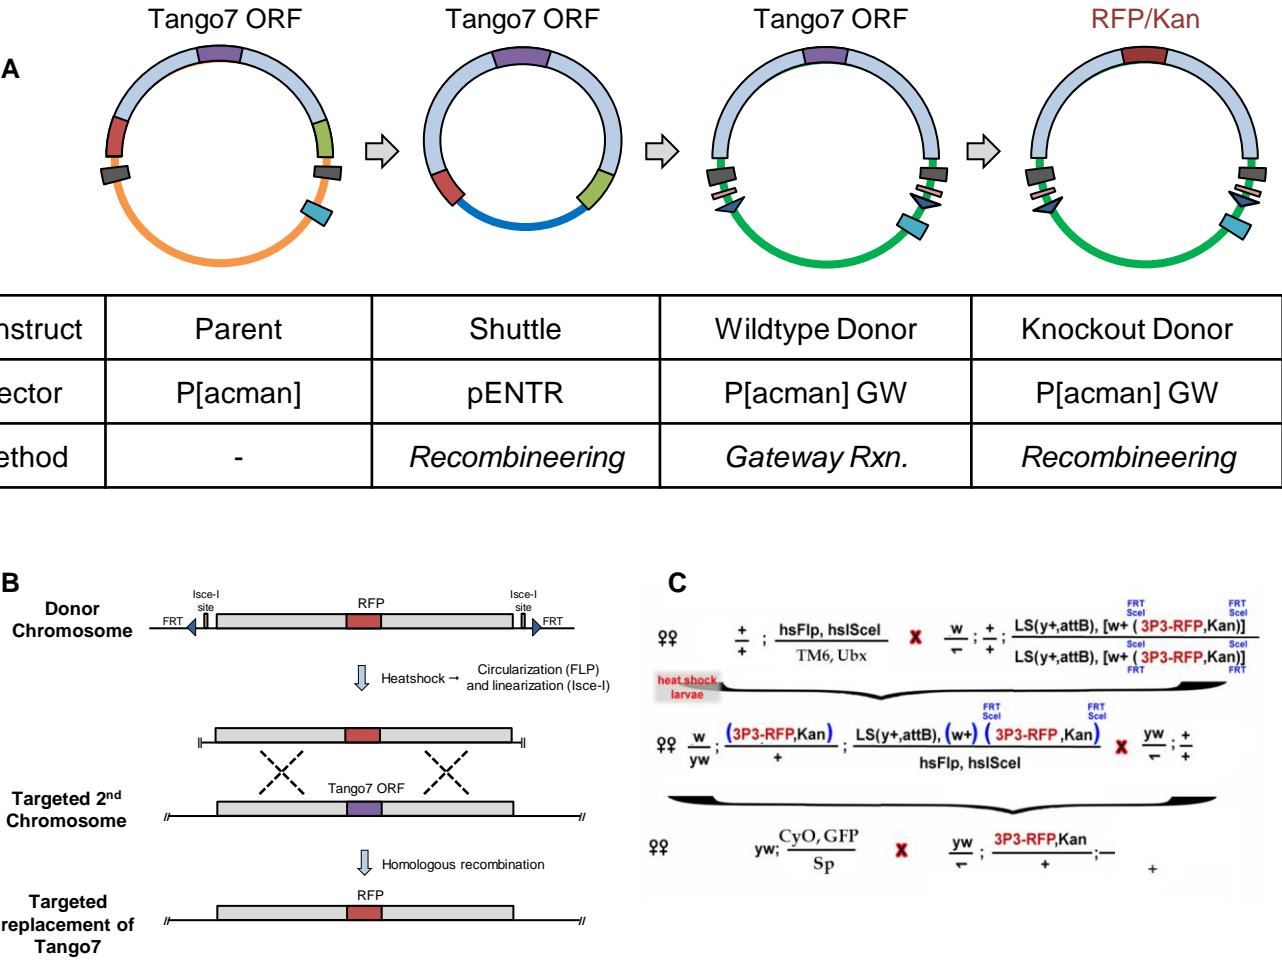 Tango7 ORF Tango7 ORF Tango7 ORF RFP/Kan
A
nstruct Parent Shuttle Wildtype Donor Knockout Donor
ector P[acman] pENTR P[acman] GW P[acman] GW
ethod - Recombineering Gateway Rxn. Recombineering
B
Donor
Chromosome
Isce-I
site
Isce-I
site
FRT
RFP
FRT
Heatshock → Circularization (FLP)
and linearization (Isce-I)
Tango7 ORF
Targeted 2nd
Chromosome
Homologous recombination
Targeted
replacement of
Tango7
RFP
C
FRT FRT
SceI SceI
♀♀ + ; hsFlp, hsISceI X w ; + ; LS(y+,attB), [w+ ( 3P3-RFP,Kan)]
+ TM6, Ubx ¬ + LS(y+,attB), [w+ ( 3P3-RFP,Kan)]
SceI SceI
FRT FRT
heat shock
larvae
FRT FRT
SceI SceI
♀♀ w ; (3P3-RFP,Kan) ; LS(y+,attB), (w+) ( 3P3-RFP ,Kan) X yw ; +
yw + hsFlp, hsISceI ¬ +
♀♀ yw; CyO, GFP X yw ; 3P3-RFP,Kan ; —
Sp ¬ + +